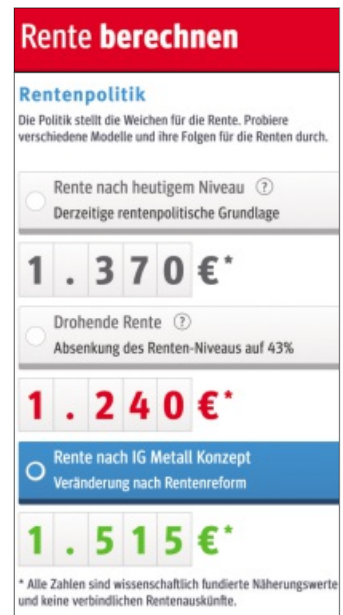 Rente berechnen
Rentenpolitik
Die Politik stellt die Weichen für die Rente. Probiere
verschiedene Modelle und ihre Folgen für die Renten durch.
Rente nach heutigem Niveau ?
Derzeitige rentenpolitische Grundlage
1.370€*
Drohende Rente ?
Absenkung des Renten-Niveaus auf 43%
1.240€*
Rente nach IG Metall Konzept
Veränderung nach Rentenreform
1.515€*
* Alle Zahlen sind wissenschaftlich fundierte Näherungswerte
und keine verbindlichen Rentenauskünfte.